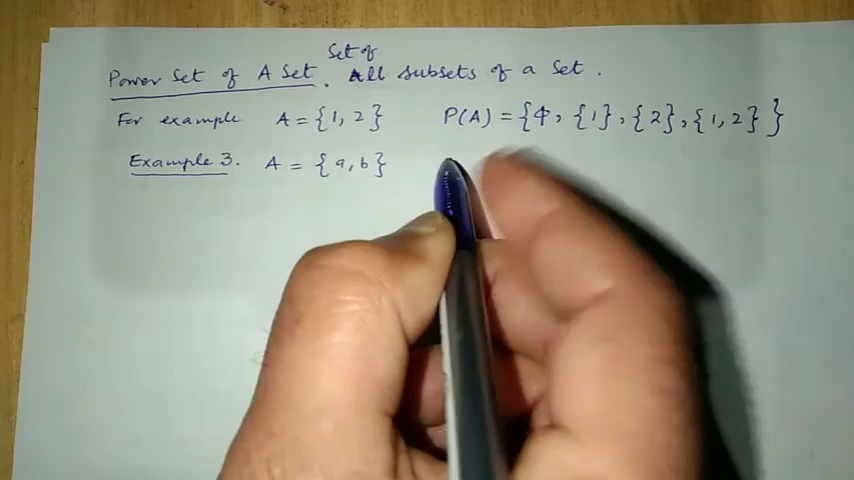 Set of
Power Set of A Set. All subsets of a Set.
For example A = {1, 2} P(A) = {ϕ, {1}, {2}, {1, 2} }
Example 3. A = {a, b}